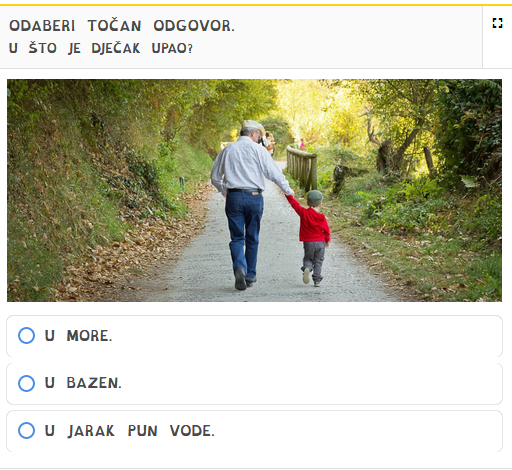 ODABERI TOČAN ODGOVOR.
U ŠTO JE DJEČAK UPAO?
U MORE.
U BAZEN.
U JARAK PUN VODE.